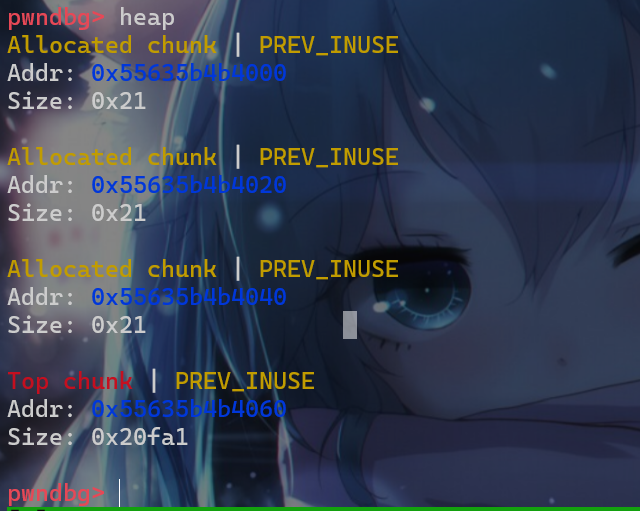 pwndbg> heap
Allocated chunk | PREV_INUSE
Addr: 0x55635b4b4000
Size: 0x21
Allocated chunk | PREV_INUSE
Addr: 0x55635b4b4020
Size: 0x21
Allocated chunk | PREV_INUSE
Addr: 0x55635b4b4040
Size: 0x21
Top chunk | PREV_INUSE
Addr: 0x55635b4b4060
Size: 0x20fa1
pwndbg>